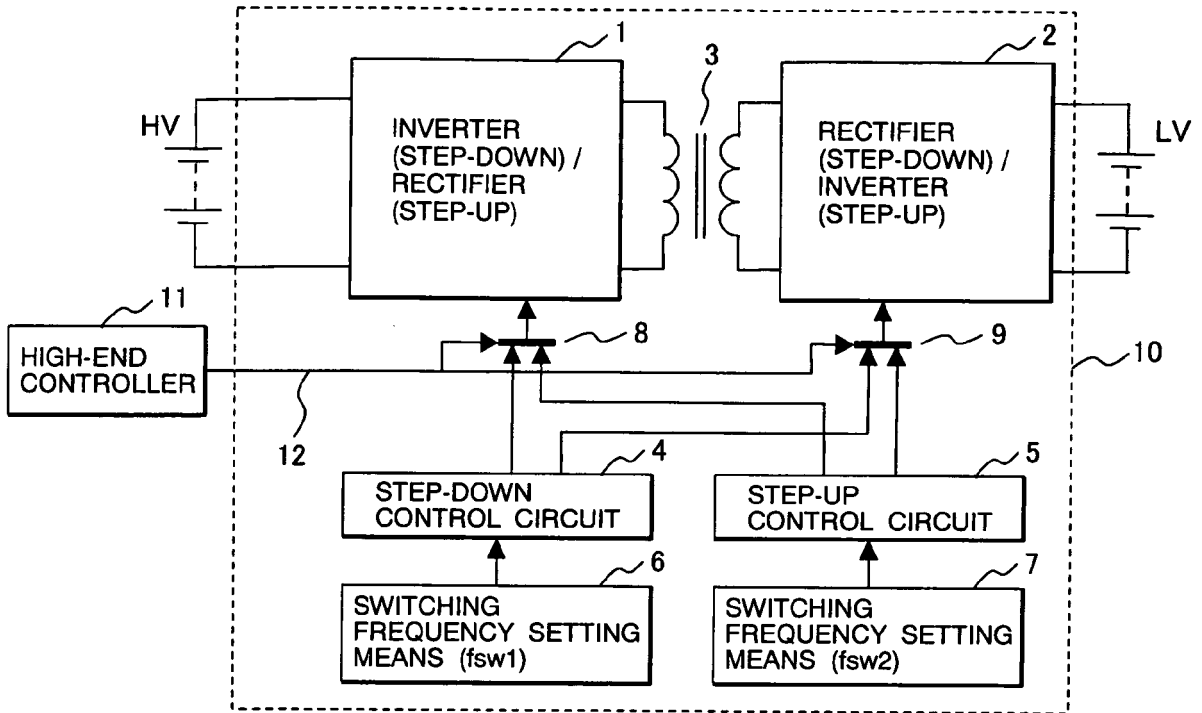 1
2
3
HV
INVERTER
(STEP-DOWN) /
RECTIFIER
(STEP-UP)
RECTIFIER
(STEP-DOWN) /
INVERTER
(STEP-UP)
LV
11
HIGH-END
CONTROLLER
8
9
10
12
4
STEP-DOWN
CONTROL CIRCUIT
5
STEP-UP
CONTROL CIRCUIT
6
SWITCHING
FREQUENCY SETTING
MEANS (fsw1)
7
SWITCHING
FREQUENCY SETTING
MEANS (fsw2)